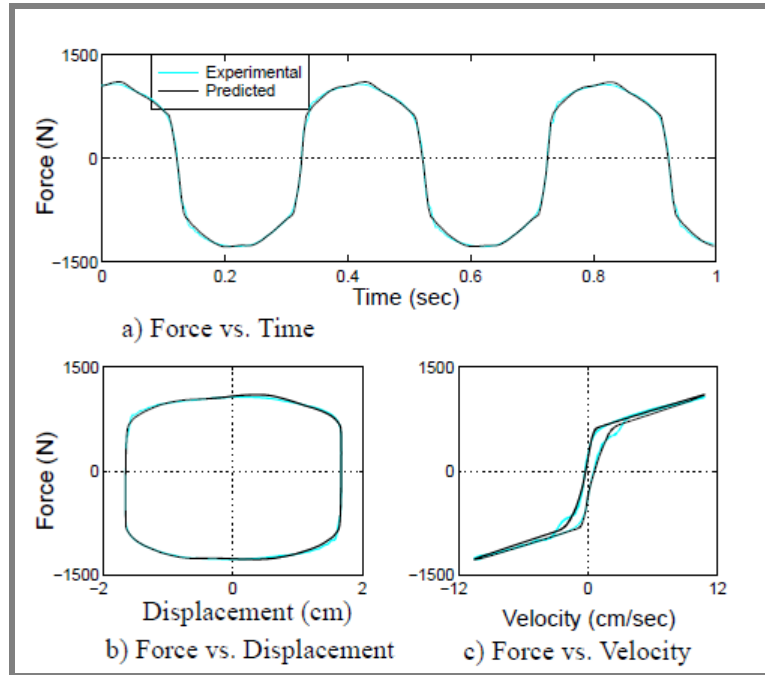 1500
Experimental
Predicted
Force (N)
0
−1500
0
0.2
0.4
0.6
0.8
1
Time (sec)
a) Force vs. Time
1500
Force (N)
0
−1500
−2
0
2
Displacement (cm)
b) Force vs. Displacement
1500
0
−1500
−12
0
12
Velocity (cm/sec)
c) Force vs. Velocity